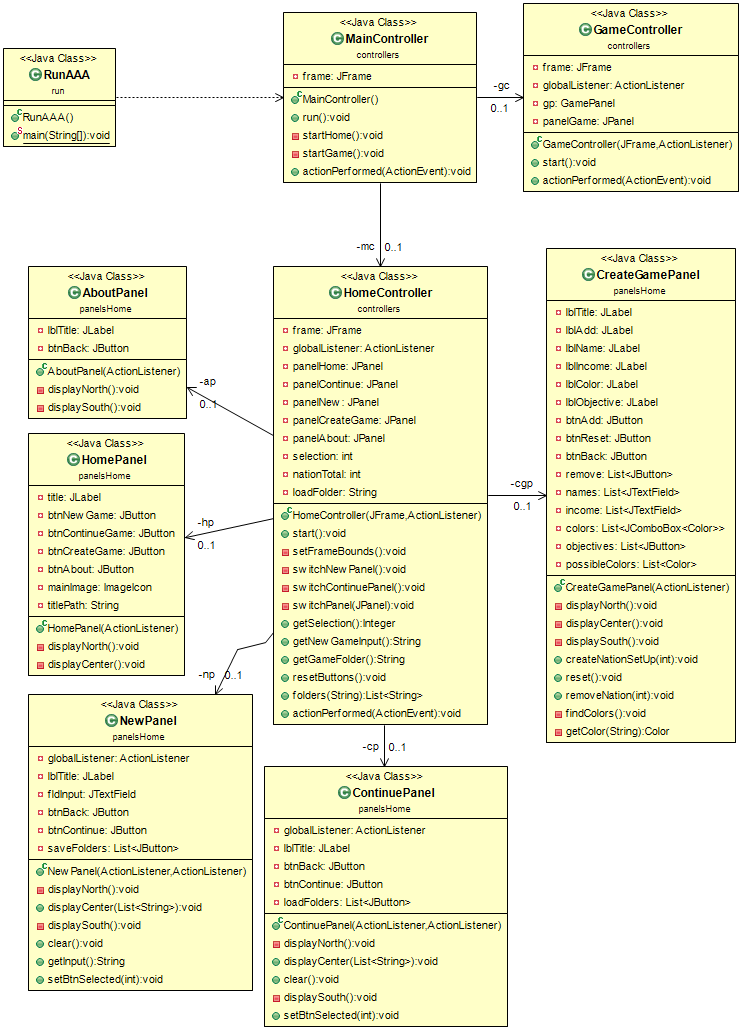 <<Java Class>>
RunAAA
run
RunAAA()
main(String[]):void
<<Java Class>>
MainController
controllers
frame: JFrame
MainController()
run():void
startHome():void
startGame():void
actionPerformed(ActionEvent):void
-gc
0..1
<<Java Class>>
GameController
controllers
frame: JFrame
globalListener: ActionListener
gp: GamePanel
panelGame: JPanel
GameController(JFrame,ActionListener)
start():void
actionPerformed(ActionEvent):void
-mc
0..1
<<Java Class>>
AboutPanel
panelsHome
lblTitle: JLabel
btnBack: JButton
AboutPanel(ActionListener)
displayNorth():void
displaySouth():void
-ap
0..1
<<Java Class>>
HomeController
controllers
frame: JFrame
globalListener: ActionListener
panelHome: JPanel
panelContinue: JPanel
panelNew: JPanel
panelCreateGame: JPanel
panelAbout: JPanel
selection: int
nationTotal: int
loadFolder: String
HomeController(JFrame,ActionListener)
start():void
setFrameBounds():void
switchNewPanel():void
switchContinuePanel():void
switchPanel(JPanel):void
getSelection():Integer
getNewGameInput():String
getGameFolder():String
resetButtons():void
folders(String):List<String>
actionPerformed(ActionEvent):void
-cgp
0..1
<<Java Class>>
CreateGamePanel
panelsHome
lblTitle: JLabel
lblAdd: JLabel
lblName: JLabel
lblIncome: JLabel
lblColor: JLabel
lblObjective: JLabel
btnAdd: JButton
btnReset: JButton
btnBack: JButton
remove: List<JButton>
names: List<JTextField>
income: List<JTextField>
colors: List<JComboBox<Color>>
objectives: List<JButton>
possibleColors: List<Color>
CreateGamePanel(ActionListener)
displayNorth():void
displayCenter():void
displaySouth():void
createNationSetUp(int):void
reset():void
removeNation(int):void
findColors():void
getColor(String):Color
<<Java Class>>
HomePanel
panelsHome
title: JLabel
btnNewGame: JButton
btnContinueGame: JButton
btnCreateGame: JButton
btnAbout: JButton
mainImage: ImageIcon
titlePath: String
HomePanel(ActionListener)
displayNorth():void
displayCenter():void
-hp
0..1
-np
0..1
<<Java Class>>
NewPanel
panelsHome
globalListener: ActionListener
lblTitle: JLabel
fldInput: JTextField
btnBack: JButton
btnContinue: JButton
saveFolders: List<JButton>
NewPanel(ActionListener,ActionListener)
displayNorth():void
displayCenter(List<String>):void
displaySouth():void
clear():void
getInput():String
setBtnSelected(int):void
-cp
0..1
<<Java Class>>
ContinuePanel
panelsHome
globalListener: ActionListener
lblTitle: JLabel
btnBack: JButton
btnContinue: JButton
loadFolders: List<JButton>
ContinuePanel(ActionListener,ActionListener)
displayNorth():void
displayCenter(List<String>):void
clear():void
displaySouth():void
setBtnSelected(int):void